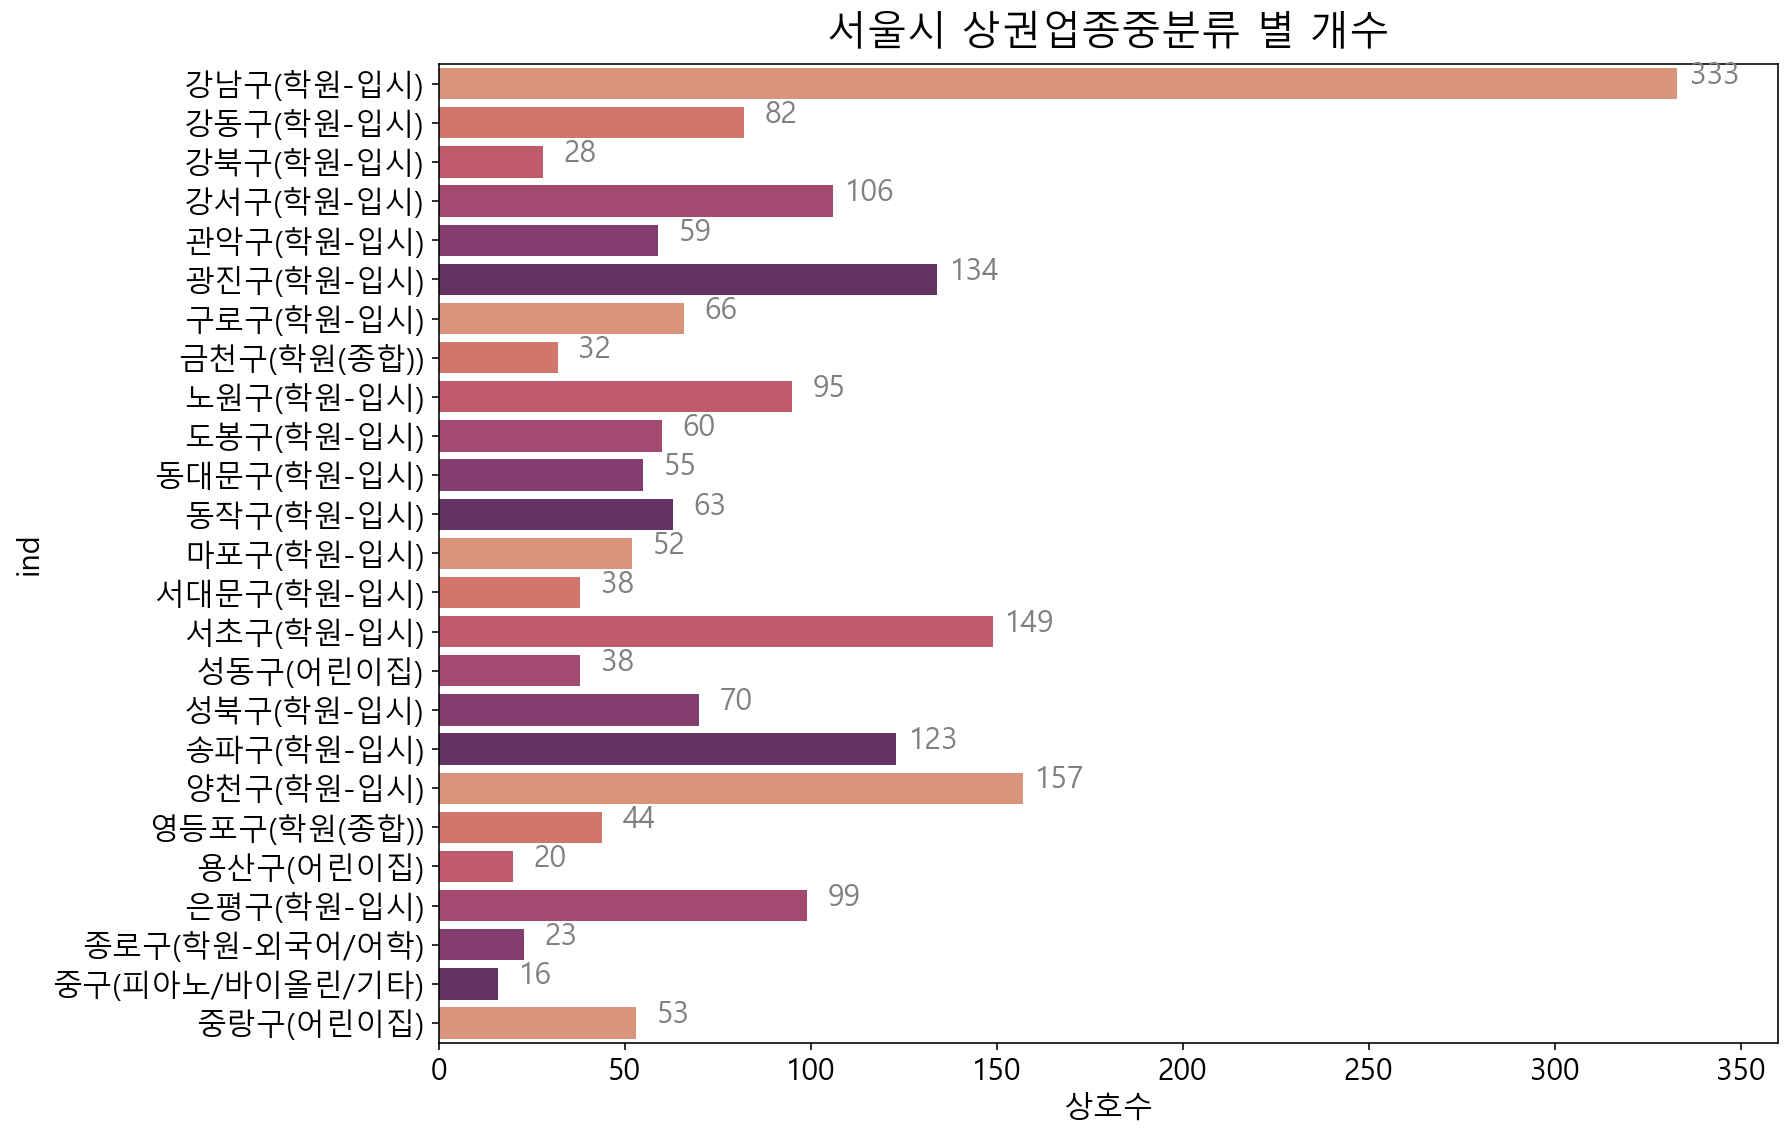 서울시 상권업종중분류 별 개수
강남구(학원-입시) 333
강동구(학원-입시) 82
강북구(학원-입시) 28
강서구(학원-입시) 106
관악구(학원-입시) 59
광진구(학원-입시) 134
구로구(학원-입시) 66
금천구(학원(종합)) 32
노원구(학원-입시) 95
도봉구(학원-입시) 60
동대문구(학원-입시) 55
동작구(학원-입시) 63
마포구(학원-입시) 52
서대문구(학원-입시) 38
서초구(학원-입시) 149
성동구(어린이집) 38
성북구(학원-입시) 70
송파구(학원-입시) 123
양천구(학원-입시) 157
영등포구(학원(종합)) 44
용산구(어린이집) 20
은평구(학원-입시) 99
종로구(학원-외국어/어학) 23
중구(피아노/바이올린/기타) 16
중랑구(어린이집) 53
ind
0 50 100 150 200 250 300 350
상호수